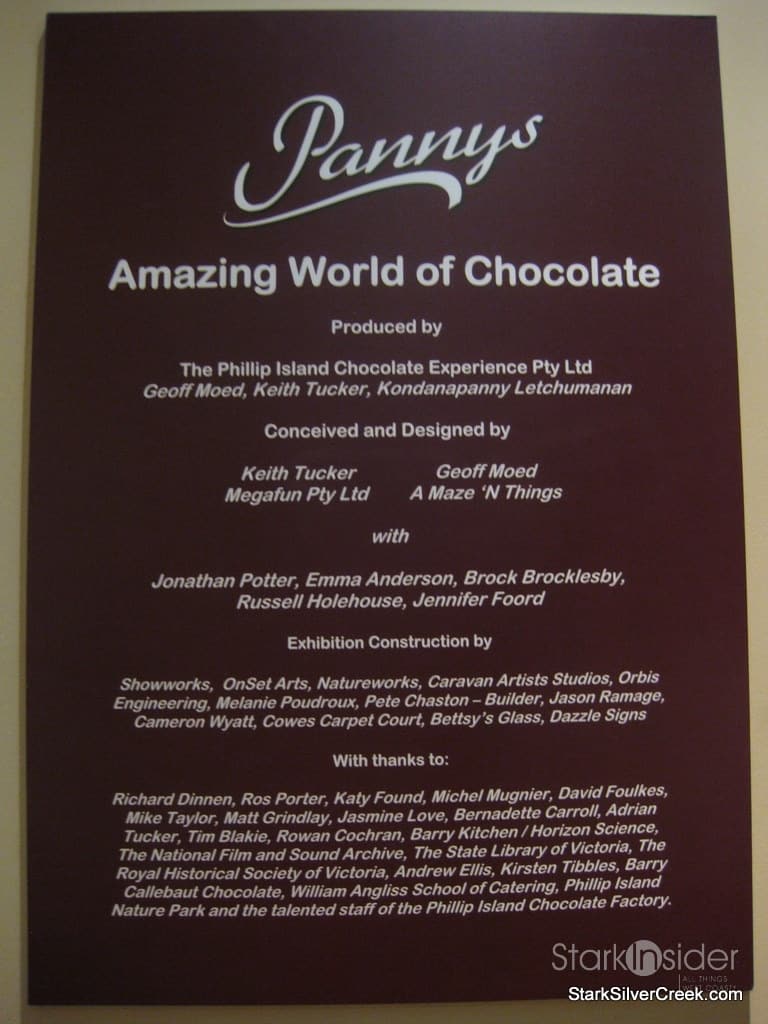 Pannys
Amazing World of Chocolate
Produced by
The Phillip Island Chocolate Experience Pty Ltd
Geoff Moed, Keith Tucker, Kondanapanny Letchumanan
Conceived and Designed by
Keith Tucker Geoff Moed
Megafun Pty Ltd A Maze ‘N Things
with
Jonathan Potter, Emma Anderson, Brock Brocklesby,
Russell Holehouse, Jennifer Foord
Exhibition Construction by
Showworks, OnSet Arts, Natureworks, Caravan Artists Studios, Orbis
Engineering, Melanie Poudroux, Pete Chaston – Builder, Jason Ramage,
Cameron Wyatt, Cowes Carpet Court, Bettsy's Glass, Dazzle Signs
With thanks to:
Richard Dinnen, Ros Porter, Katy Found, Michel Mugnier, David Foulkes,
Mike Taylor, Matt Grindlay, Jasmine Love, Bernadette Carroll, Adrian
Tucker, Tim Blakie, Rowan Cochran, Barry Kitchen / Horizon Science,
The National Film and Sound Archive, The State Library of Victoria, The
Royal Historical Society of Victoria, Andrew Ellis, Kirsten Tibbles, Barry
Callebaut Chocolate, William Angliss School of Catering, Phillip Island
Nature Park and the talented staff of the Phillip Island Chocolate Factory.
StarkInsider
ALL THINGS
WEST COAST
StarkSilverCreek.com